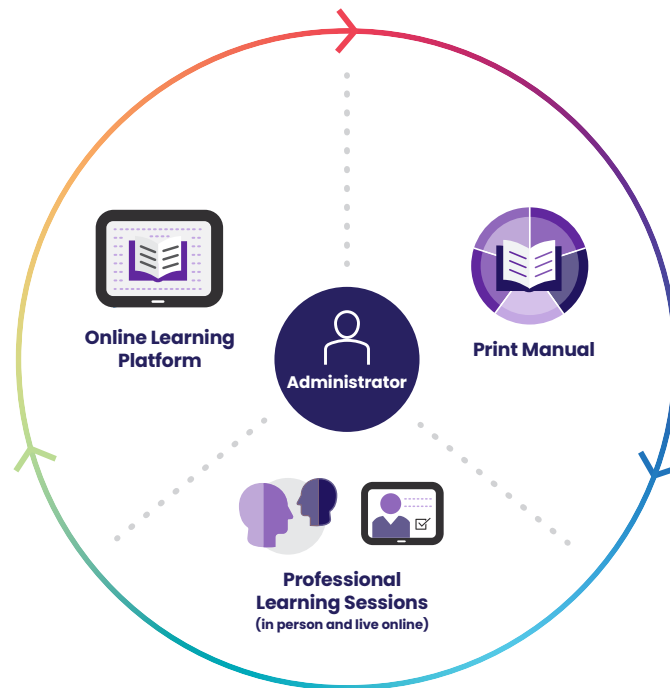 Online Learning
Platform
Print Manual
Administrator
Professional
Learning Sessions
(in person and live online)